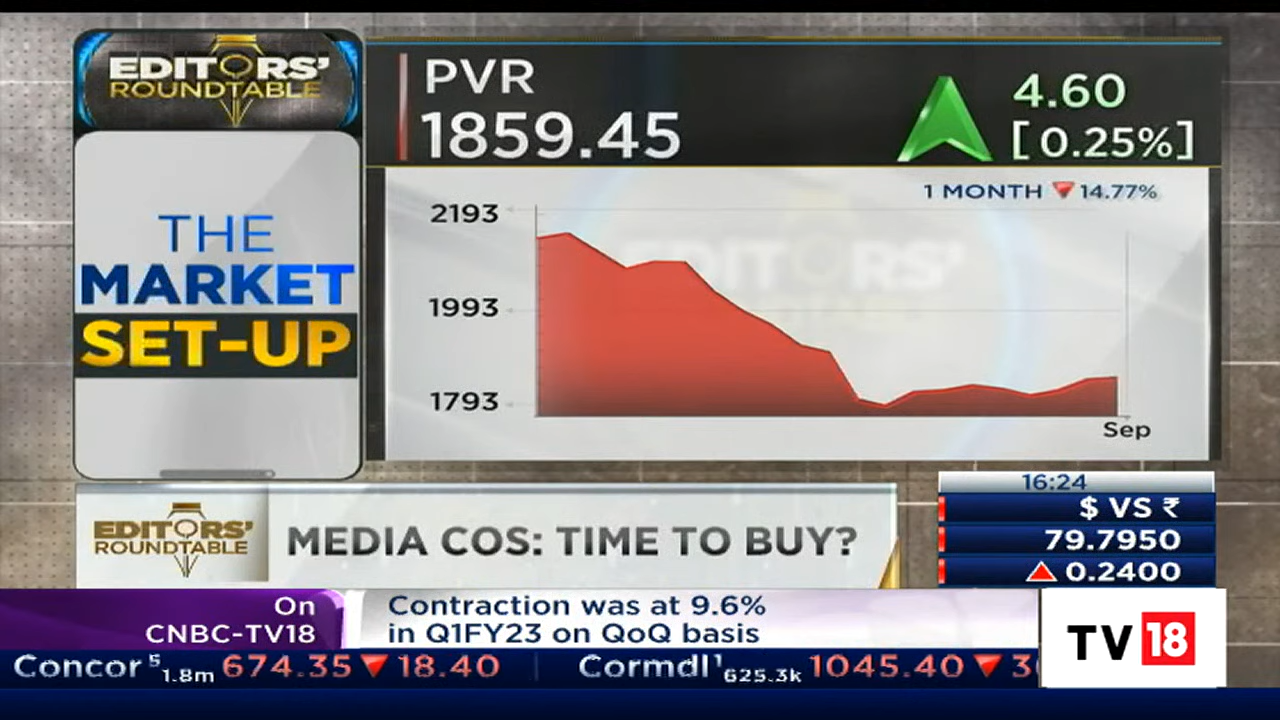 EDITORS'
ROUNDTABLE
THE
MARKET
SET-UP
PVR
1859.45
4.60
[0.25%]
1 MONTH 14.77%
2193
1993
1793
Sep
EDITORS'
ROUNDTABLE
MEDIA COS: TIME TO BUY?
16:24
$ VS ₹
79.7950
0.2400
On
CNBC-TV18
Contraction was at 9.6%
in Q1FY23 on QoQ basis
TV18
Concor 5 1.8m 674.35 18.40 Cormdl 1 625.3k 1045.40